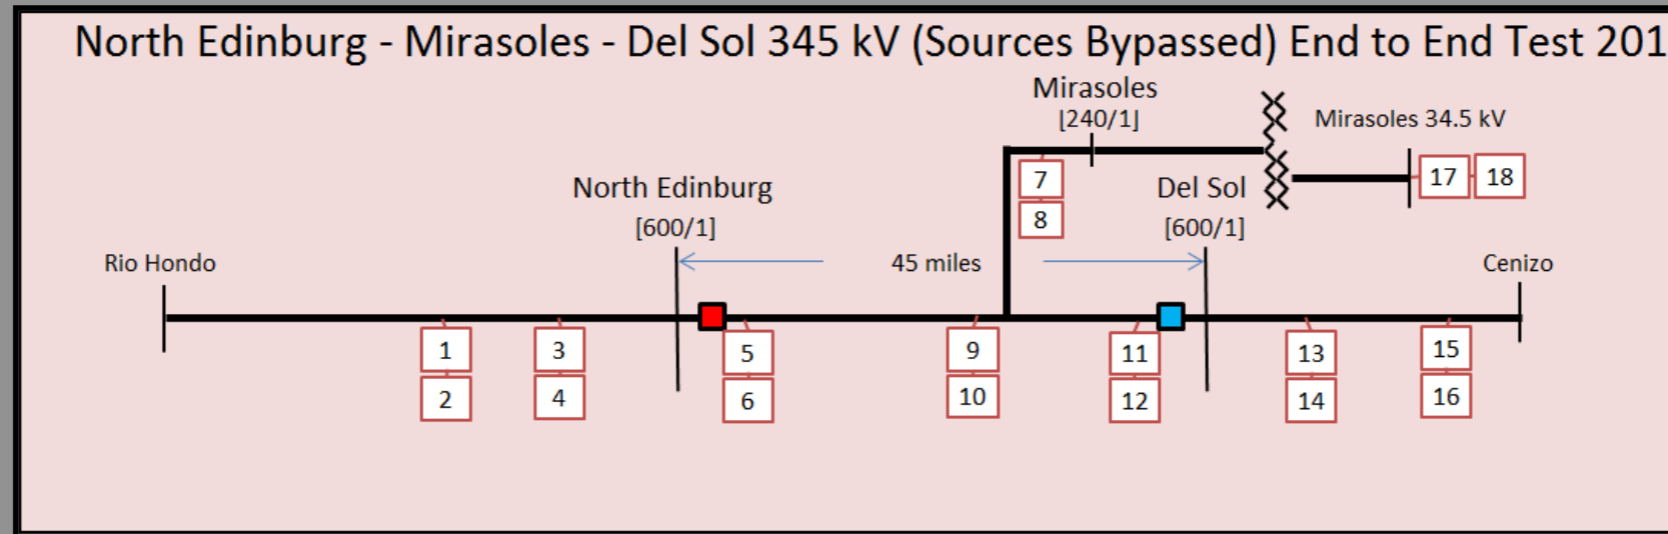 North Edinburg - Mirasoles - Del Sol 345 kV (Sources Bypassed) End to End Test 201
Mirasoles
[240/1]
Mirasoles 34.5 kV
17 18
7
8
North Edinburg
[600/1]
Del Sol
[600/1]
Rio Hondo
45 miles
Cenizo
1 3 5 9 11 13 15
2 4 6 10 12 14 16